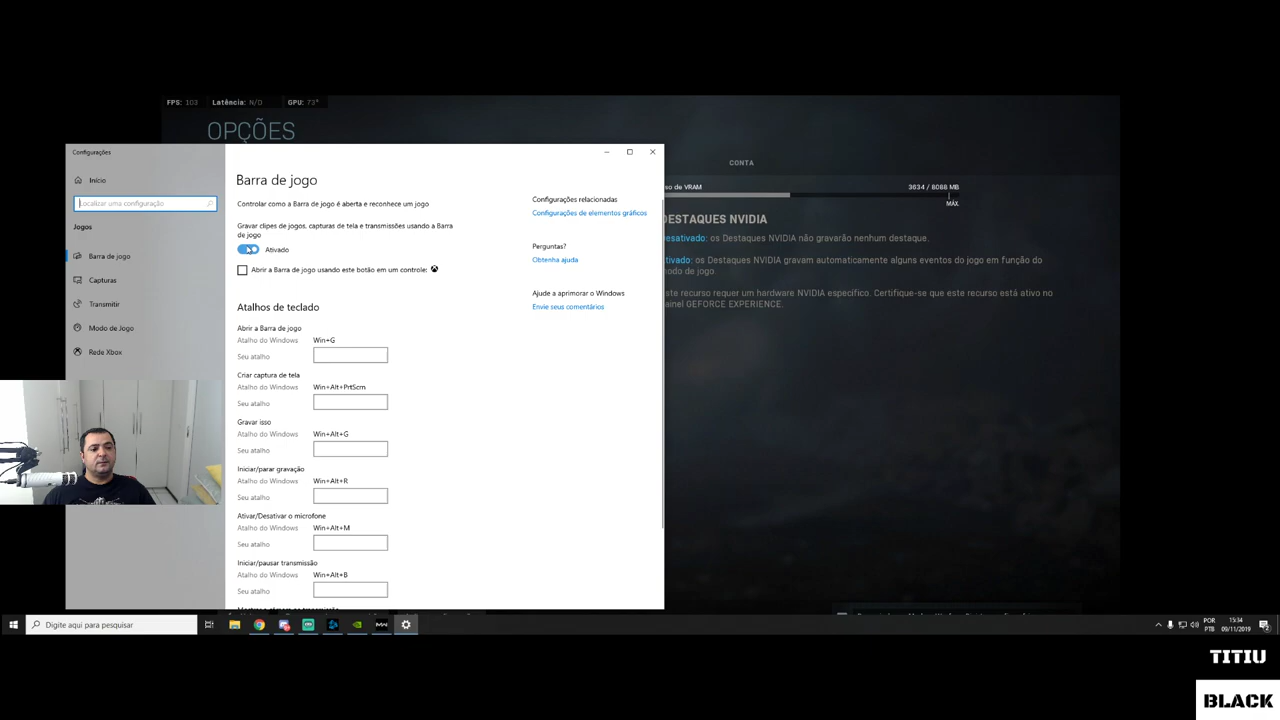 FPS: 103 Latência: N/D GPU: 73°
OPÇÕES
CONTA
so de VRAM 3634 / 8088 MB
MÁX.
DESTAQUES NVIDIA
esativado: os Destaques NVIDIA não gravarão nenhum destaque.
tivado: os Destaques NVIDIA gravam automaticamente alguns eventos do jogo em função do
modo de jogo.
ste recurso requer um hardware NVIDIA específico. Certifique-se que este recurso está ativo no
ainel GEFORCE EXPERIENCE.
Configurações
Início
Localizar uma configuração
Jogos
Barra de jogo
Capturas
Transmitir
Modo de Jogo
Rede Xbox
Barra de jogo
Controlar como a Barra de jogo é aberta e reconhece um jogo
Gravar clipes de jogos, capturas de tela e transmissões usando a Barra
de jogo
Ativado
Abrir a Barra de jogo usando este botão em um controle:
Atalhos de teclado
Abrir a Barra de jogo
Atalho do Windows Win+G
Seu atalho
Criar captura de tela
Atalho do Windows Win+Alt+PrtScrn
Seu atalho
Gravar isso
Atalho do Windows Win+Alt+G
Seu atalho
Iniciar/parar gravação
Atalho do Windows Win+Alt+R
Seu atalho
Ativar/Desativar o microfone
Atalho do Windows Win+Alt+M
Seu atalho
Iniciar/pausar transmissão
Atalho do Windows Win+Alt+B
Seu atalho
Configurações relacionadas
Configurações de elementos gráficos
Perguntas?
Obtenha ajuda
Ajude a aprimorar o Windows
Envie seus comentários
Digite aqui para pesquisar
POR
PTB
15:34
09/11/2019
TITIU
BLACK